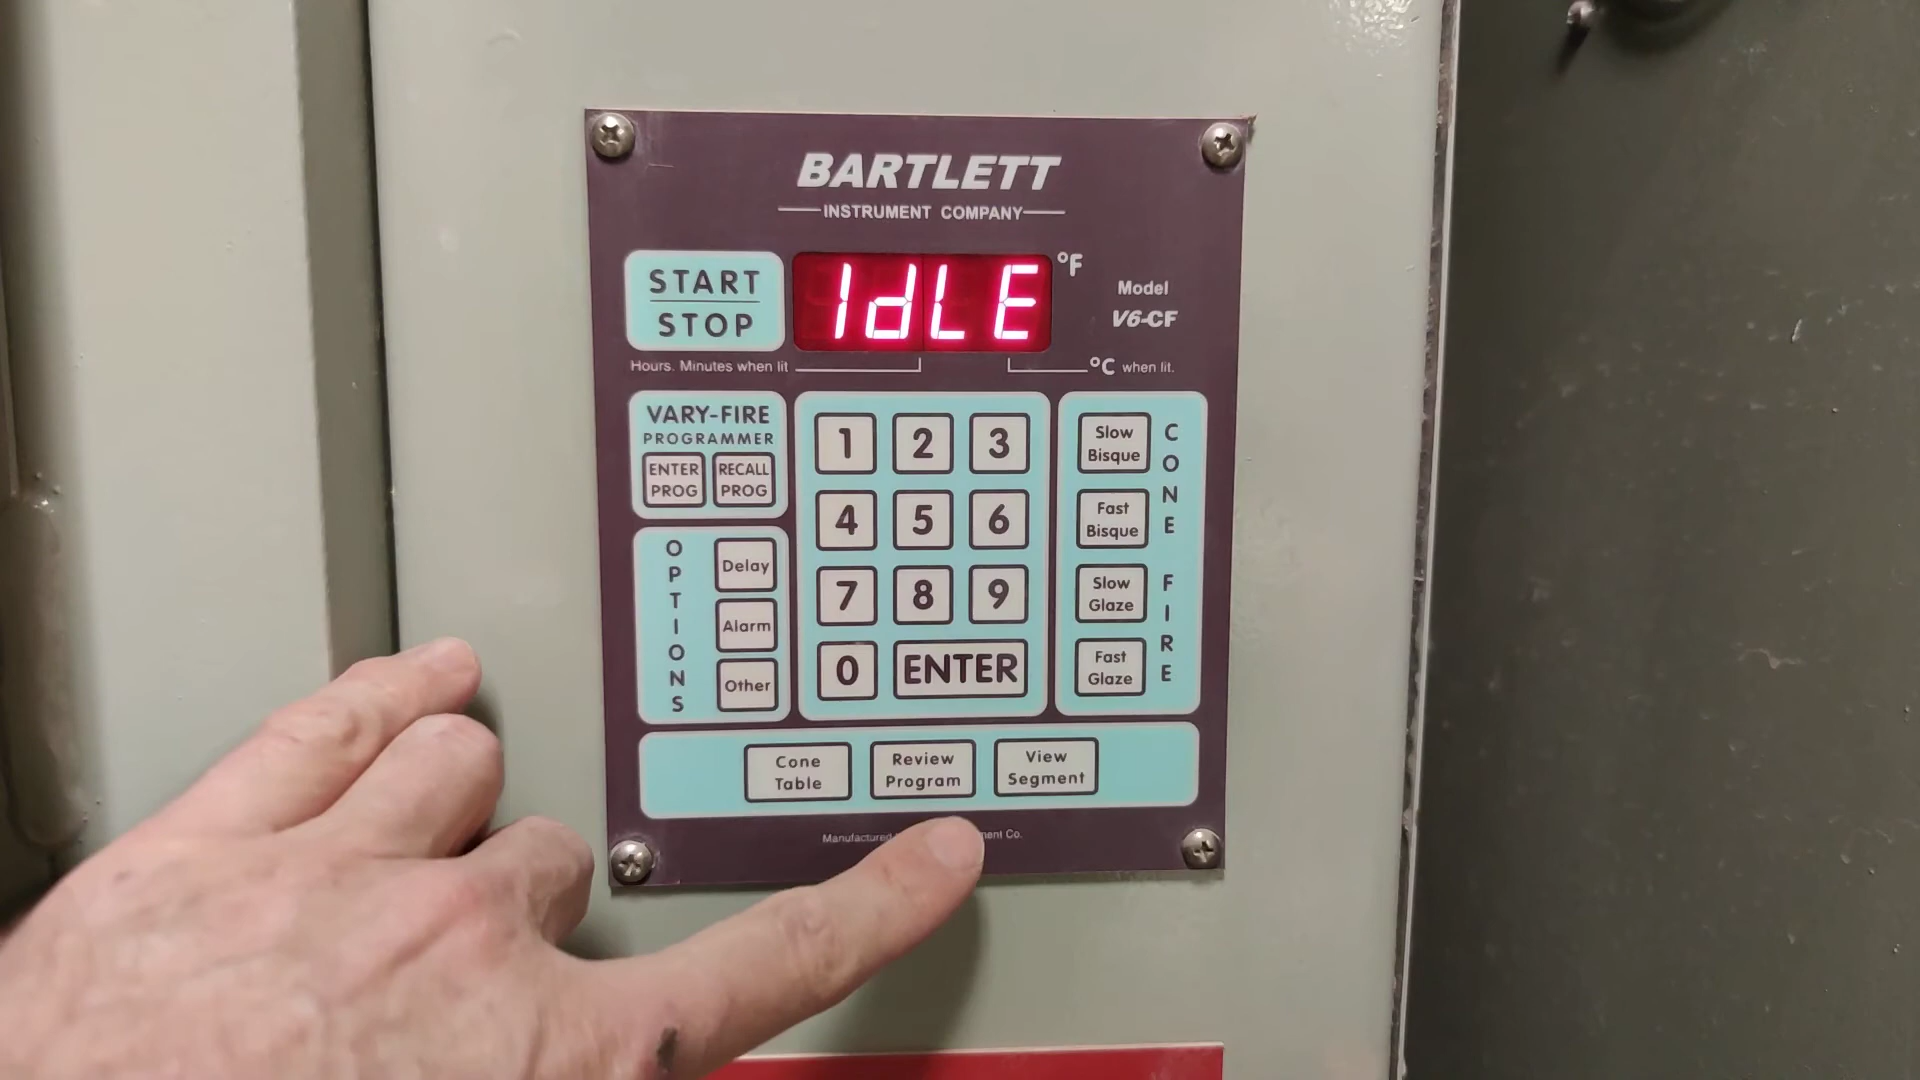 BARTLETT
INSTRUMENT COMPANY
START
STOP
IdLE
°F
Model
V6-CF
Hours. Minutes when lit
°C when lit.
VARY-FIRE
PROGRAMMER
ENTER
PROG
RECALL
PROG
OPTIONS
Delay
Alarm
Other
1 2 3
4 5 6
7 8 9
0 ENTER
Slow
Bisque
Fast
Bisque
Slow
Glaze
Fast
Glaze
CONE FIRE
Cone
Table
Review
Program
View
Segment
Manufactured
Co.